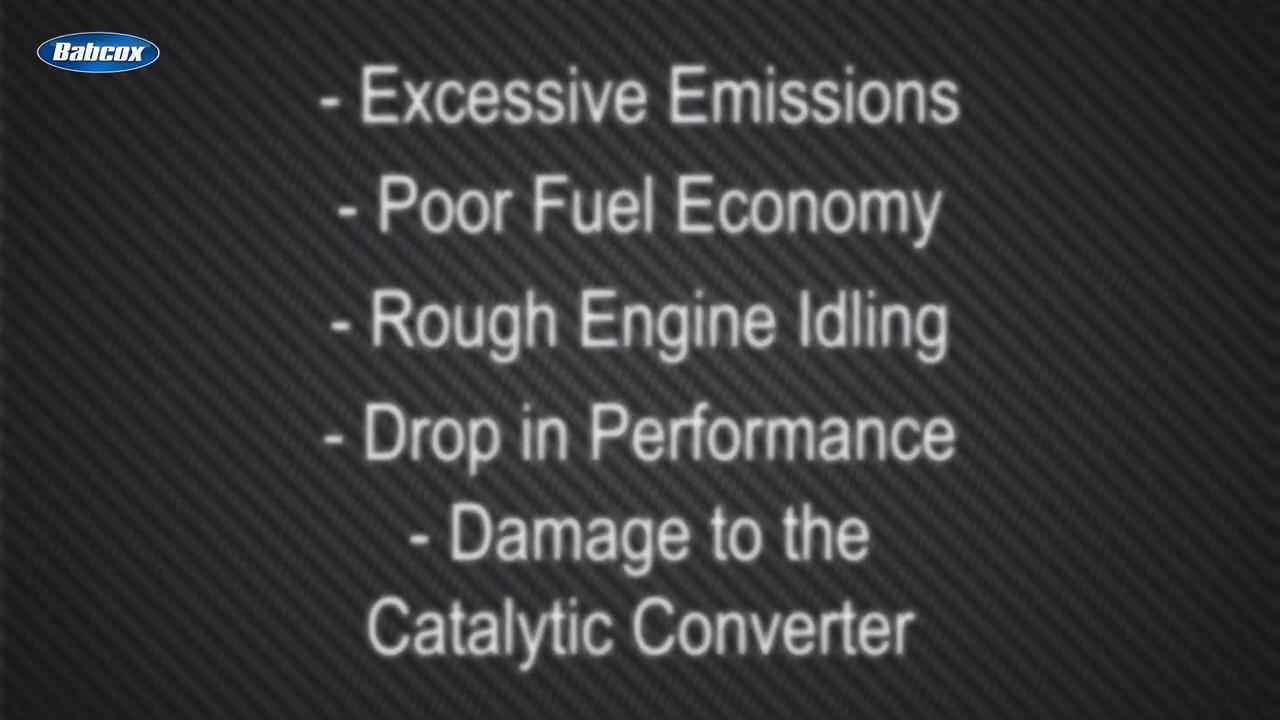 Babcox
- Excessive Emissions
- Poor Fuel Economy
- Rough Engine Idling
- Drop in Performance
- Damage to the
Catalytic Converter